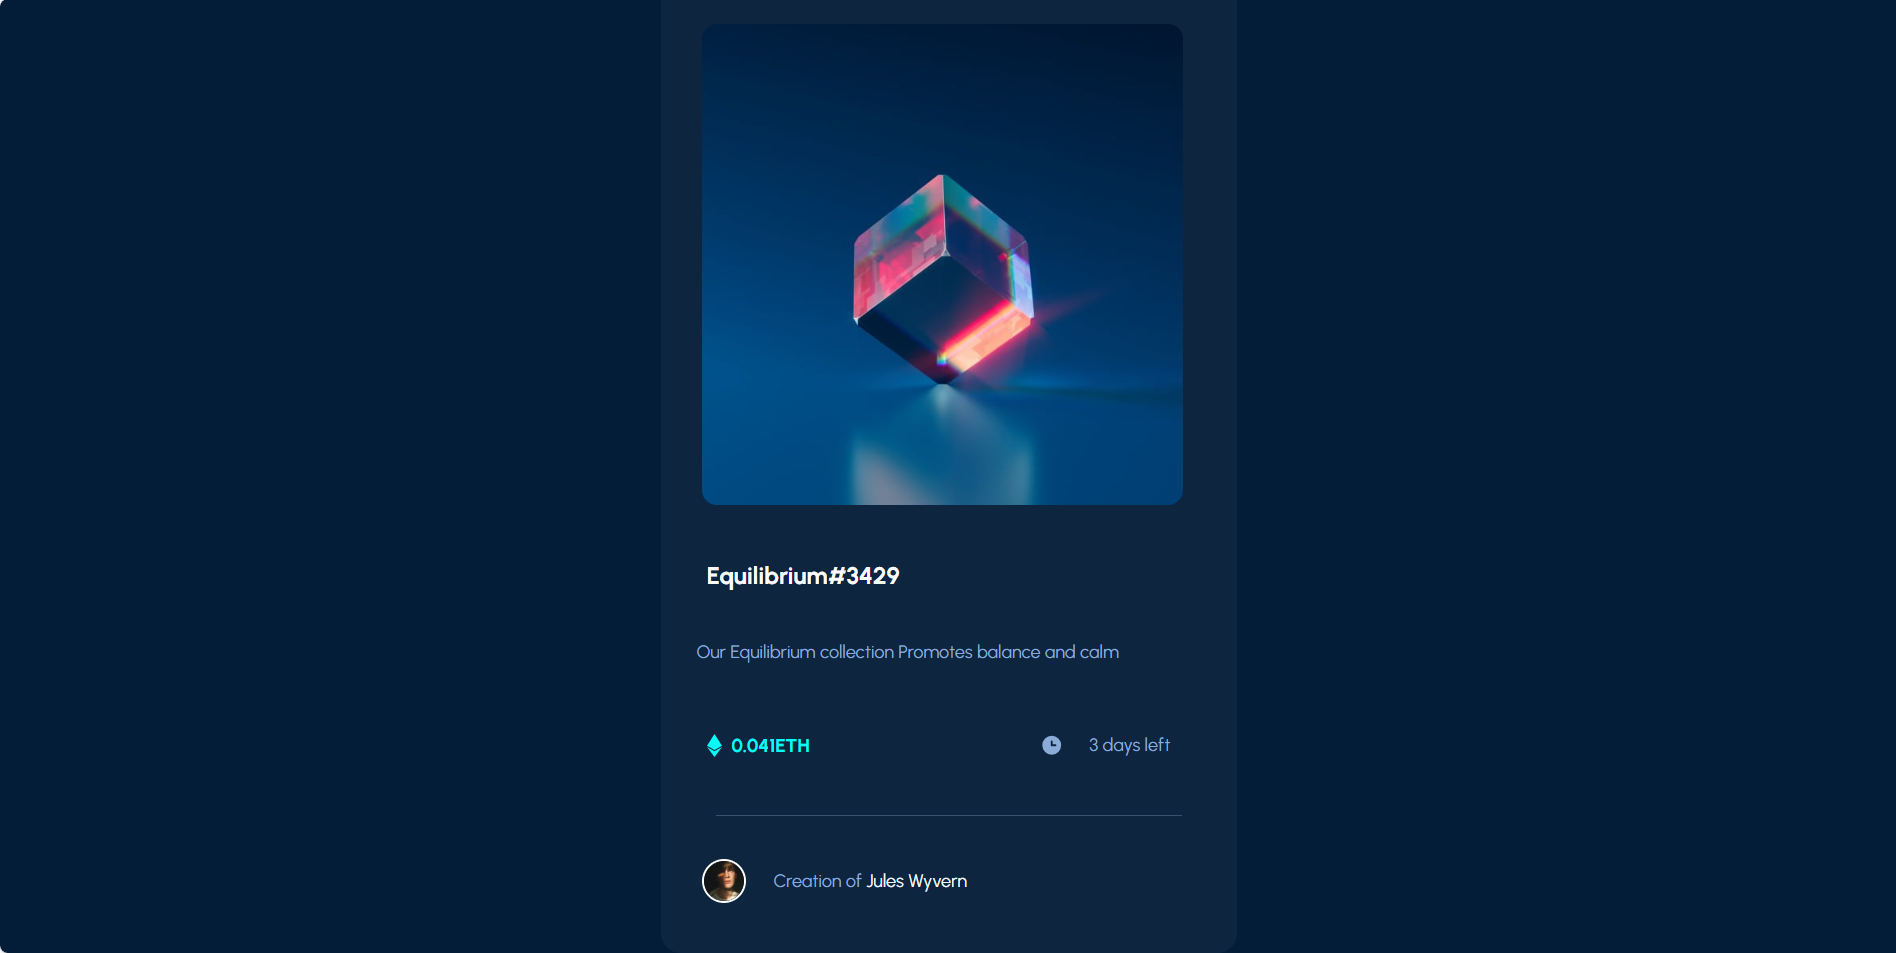 Equilibrium#3429
Our Equilibrium collection Promotes balance and calm
0.041ETH
3 days left
Creation of Jules Wyvern